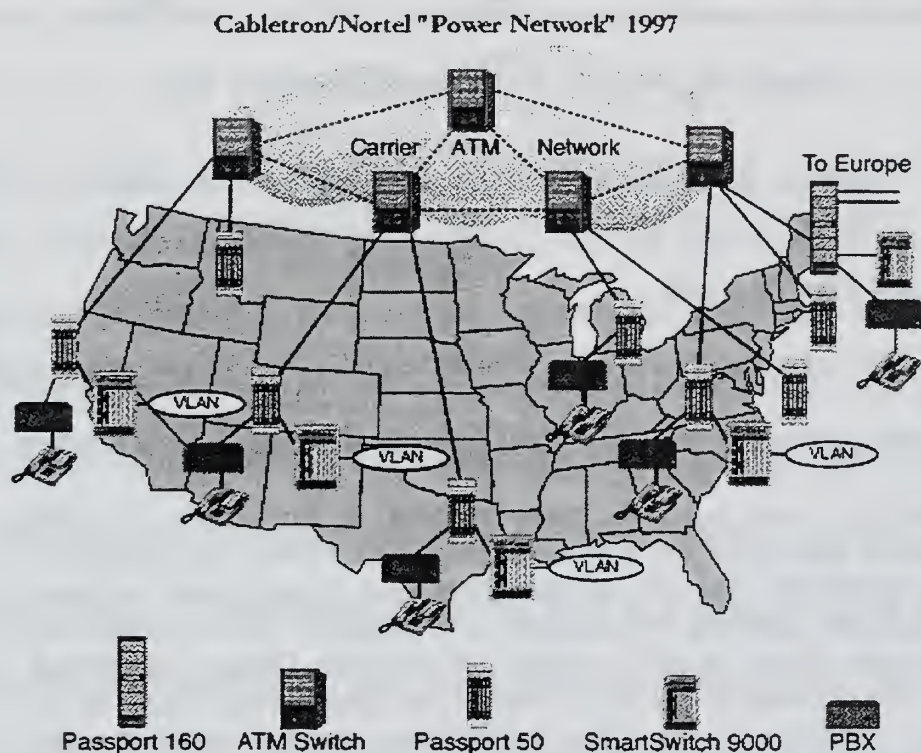 Cabletron/Nortel "Power Network" 1997
Carrier ATM Network
To Europe
VLAN
VLAN
VLAN
VLAN
Passport 160 ATM Switch Passport 50 SmartSwitch 9000 PBX